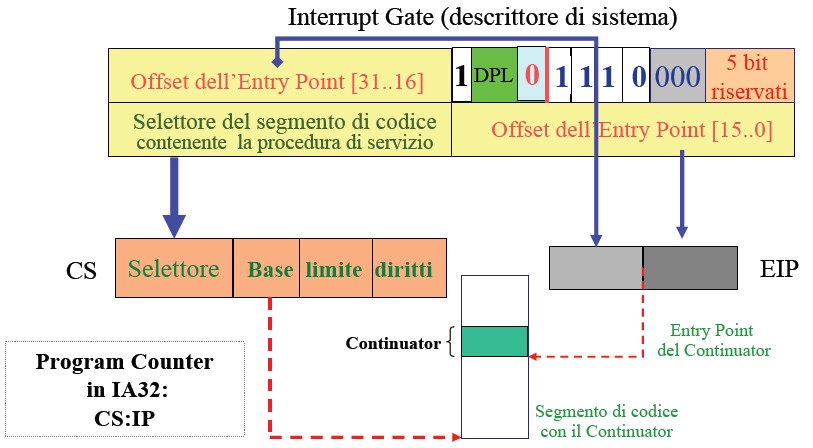 Interrupt Gate (descrittore di sistema)
Offset dell'Entry Point [31..16]
1 DPL 0 1 1 1 0 000
5 bit
riservati
Selettore del segmento di codice
contenente la procedura di servizio
Offset dell'Entry Point [15..0]
CS
Selettore
Base
limite
diritti
EIP
Continuator
Entry Point
del Continuator
Program Counter
in IA32:
CS:IP
Segmento di codice
con il Continuator